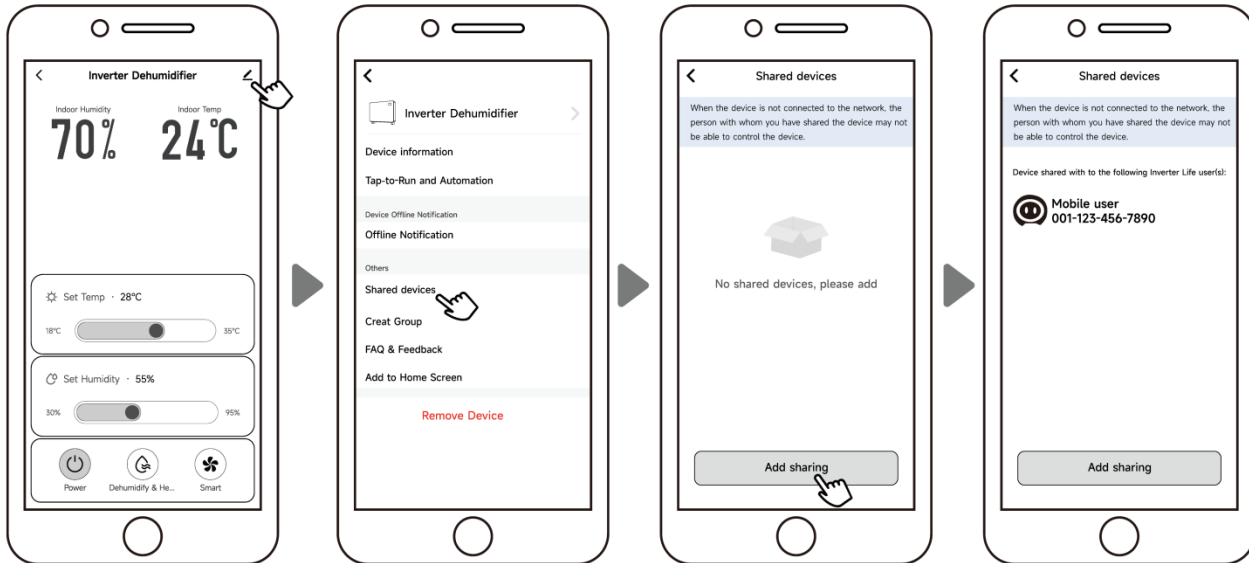 Inverter Dehumidifier
Indoor Humidity
70%
Indoor Temp
24℃
Set Temp · 28℃
18℃
35℃
Set Humidity · 55%
30%
95%
Power
Dehumidify & He...
Smart
Inverter Dehumidifier
Device information
Tap-to-Run and Automation
Device Offline Notification
Offline Notification
Others
Shared devices
Creat Group
FAQ & Feedback
Add to Home Screen
Remove Device
Shared devices
When the device is not connected to the network, the
person with whom you have shared the device may not
be able to control the device.
No shared devices, please add
Add sharing
Shared devices
When the device is not connected to the network, the
person with whom you have shared the device may not
be able to control the device.
Device shared with to the following Inverter Life user(s):
Mobile user
001-123-456-7890
Add sharing